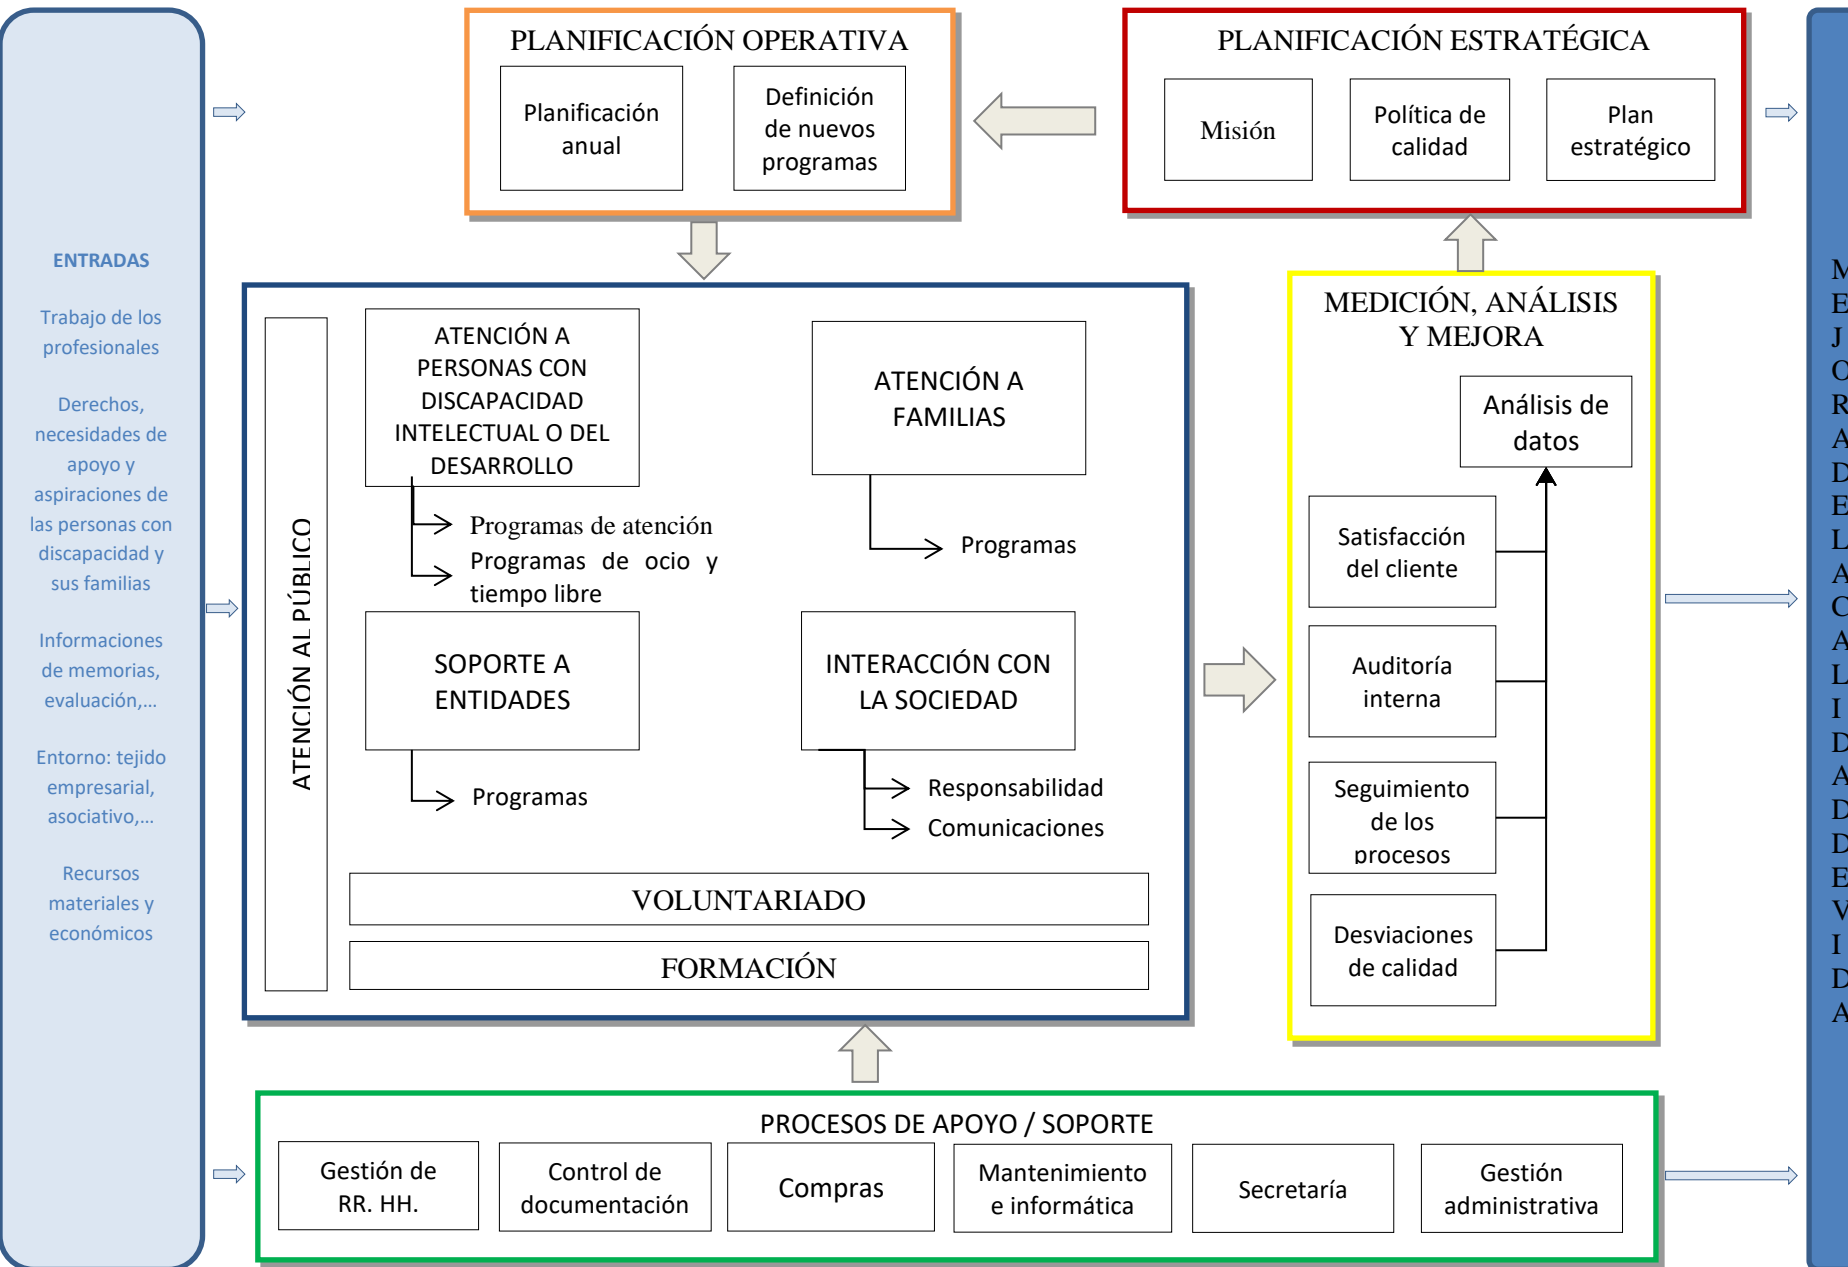 ENTRADAS
Trabajo de los
profesionales
Derechos,
necesidades de
apoyo y
aspiraciones de
las personas con
discapacidad y
sus familias
Informaciones
de memorias,
evaluación,...
Entorno: tejido
empresarial,
asociativo,...
Recursos
materiales y
económicos
PLANIFICACIÓN OPERATIVA
Planificación
anual
Definición
de nuevos
programas
PLANIFICACIÓN ESTRATÉGICA
Misión
Política de
calidad
Plan
estratégico
ATENCIÓN AL PÚBLICO
ATENCIÓN A
PERSONAS CON
DISCAPACIDAD
INTELECTUAL O DEL
DESARROLLO
Programas de atención
Programas de ocio y
tiempo libre
ATENCIÓN A
FAMILIAS
Programas
SOPORTE A
ENTIDADES
Programas
INTERACCIÓN CON
LA SOCIEDAD
Responsabilidad
Comunicaciones
VOLUNTARIADO
FORMACIÓN
MEDICIÓN, ANÁLISIS
Y MEJORA
Análisis de
datos
Satisfacción
del cliente
Auditoría
interna
Seguimiento
de los
procesos
Desviaciones
de calidad
PROCESOS DE APOYO / SOPORTE
Gestión de
RR. HH.
Control de
documentación
Compras
Mantenimiento
e informática
Secretaría
Gestión
administrativa
M
E
J
O
R
A
D
E
L
A
C
A
L
I
D
A
D
D
E
V
I
D
A